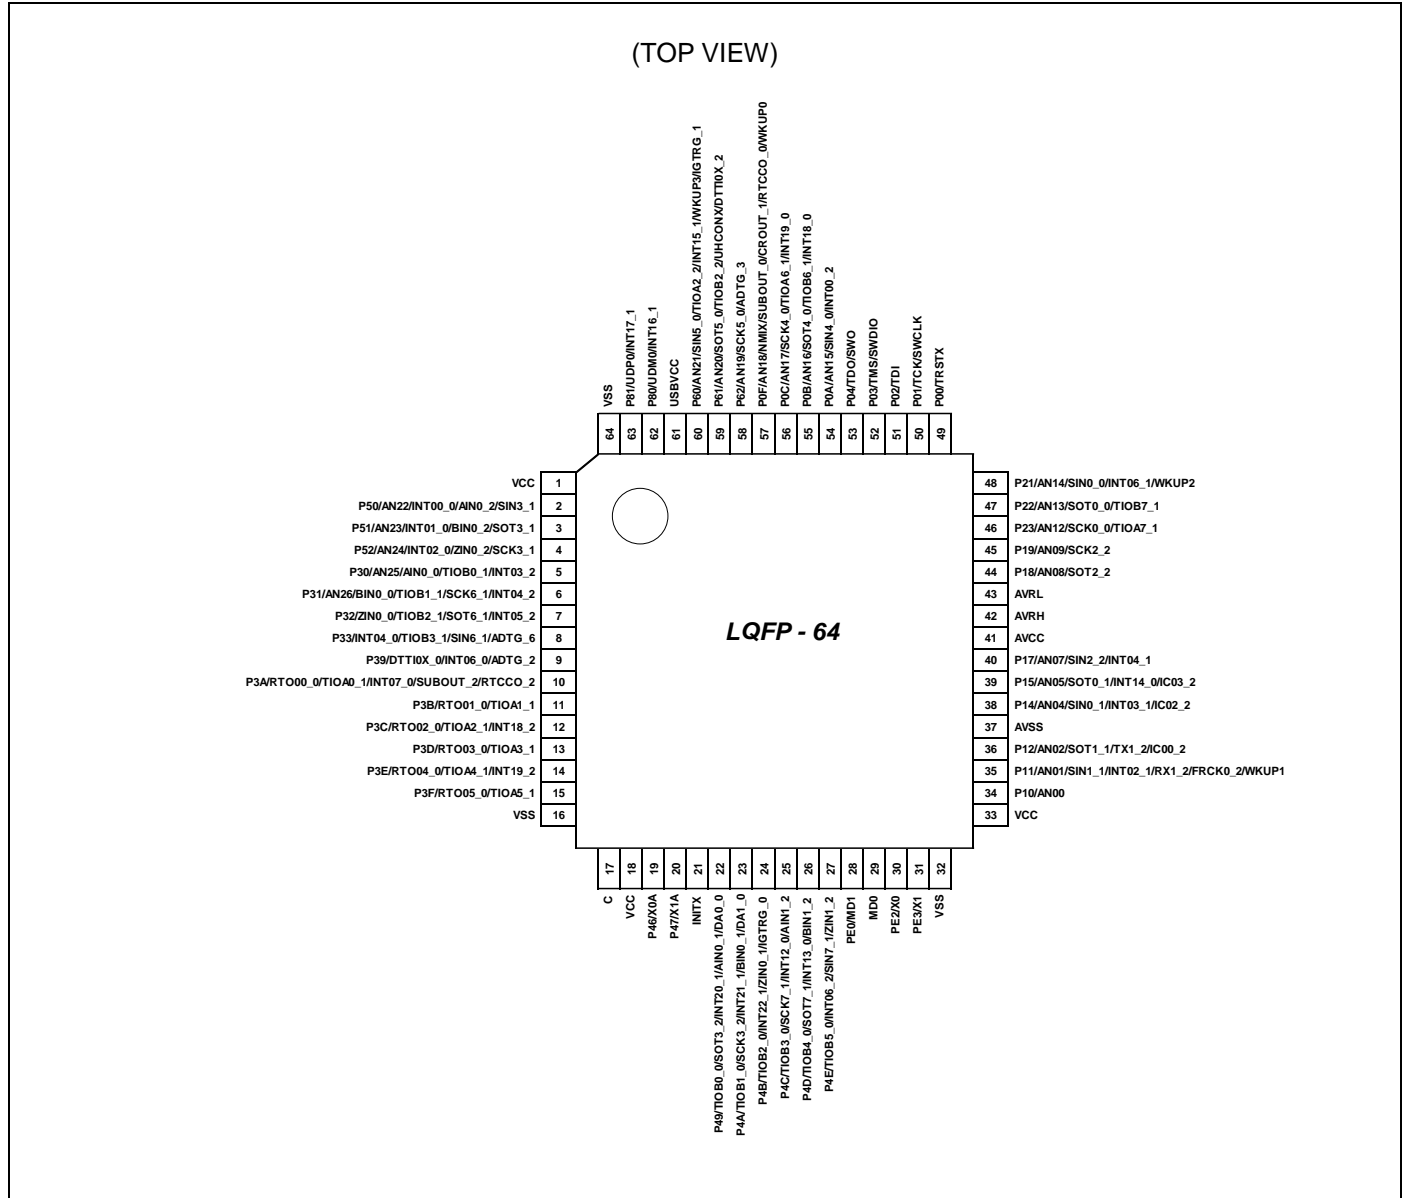 (TOP VIEW)
VSS
P81/UDP0/INT17_1
P80/UDM0/INT16_1
USBVCC
P60/AN21/SIN5_0/TIOA2_2/INT15_1/WKUP3/IGTRG_1
P61/AN20/SOT5_0/TIOB2_2/UHCONX/DTTI0X_2
P62/AN19/SCK5_0/ADTG_3
P0F/AN18/NMIX/SUBOUT_0/CROUT_1/RTCCO_0/WKUP0
P0C/AN17/SCK4_0/TIOA6_1/INT19_0
P0B/AN16/SOT4_0/TIOB6_1/INT18_0
P0A/AN15/SIN4_0/INT00_2
P04/TDO/SWO
P03/TMS/SWDIO
P02/TDI
P01/TCK/SWCLK
P00/TRSTX
64
63
62
61
60
59
58
57
56
55
54
53
52
51
50
49
VCC 1
P50/AN22/INT00_0/AIN0_2/SIN3_1 2
P51/AN23/INT01_0/BIN0_2/SOT3_1 3
P52/AN24/INT02_0/ZIN0_2/SCK3_1 4
P30/AN25/AIN0_0/TIOB0_1/INT03_2 5
P31/AN26/BIN0_0/TIOB1_1/SCK6_1/INT04_2 6
P32/ZIN0_0/TIOB2_1/SOT6_1/INT05_2 7
P33/INT04_0/TIOB3_1/SIN6_1/ADTG_6 8
P39/DTTI0X_0/INT06_0/ADTG_2 9
P3A/RTO00_0/TIOA0_1/INT07_0/SUBOUT_2/RTCCO_2 10
P3B/RTO01_0/TIOA1_1 11
P3C/RTO02_0/TIOA2_1/INT18_2 12
P3D/RTO03_0/TIOA3_1 13
P3E/RTO04_0/TIOA4_1/INT19_2 14
P3F/RTO05_0/TIOA5_1 15
VSS 16
LQFP - 64
48 P21/AN14/SIN0_0/INT06_1/WKUP2
47 P22/AN13/SOT0_0/TIOB7_1
46 P23/AN12/SCK0_0/TIOA7_1
45 P19/AN09/SCK2_2
44 P18/AN08/SOT2_2
43 AVRL
42 AVRH
41 AVCC
40 P17/AN07/SIN2_2/INT04_1
39 P15/AN05/SOT0_1/INT14_0/IC03_2
38 P14/AN04/SIN0_1/INT03_1/IC02_2
37 AVSS
36 P12/AN02/SOT1_1/TX1_2/IC00_2
35 P11/AN01/SIN1_1/INT02_1/RX1_2/FRCK0_2/WKUP1
34 P10/AN00
33 VCC
17
18
19
20
21
22
23
24
25
26
27
28
29
30
31
32
C
VCC
P46/X0A
P47/X1A
INITX
P49/TIOB0_0/SOT3_2/INT20_1/AIN0_1/DA0_0
P4A/TIOB1_0/SCK3_2/INT21_1/BIN0_1/DA1_0
P4B/TIOB2_0/INT22_1/ZIN0_1/IGTRG_0
P4C/TIOB3_0/SCK7_1/INT12_0/AIN1_2
P4D/TIOB4_0/SOT7_1/INT13_0/BIN1_2
P4E/TIOB5_0/INT06_2/SIN7_1/ZIN1_2
PE0/MD1
MD0
PE2/X0
PE3/X1
VSS